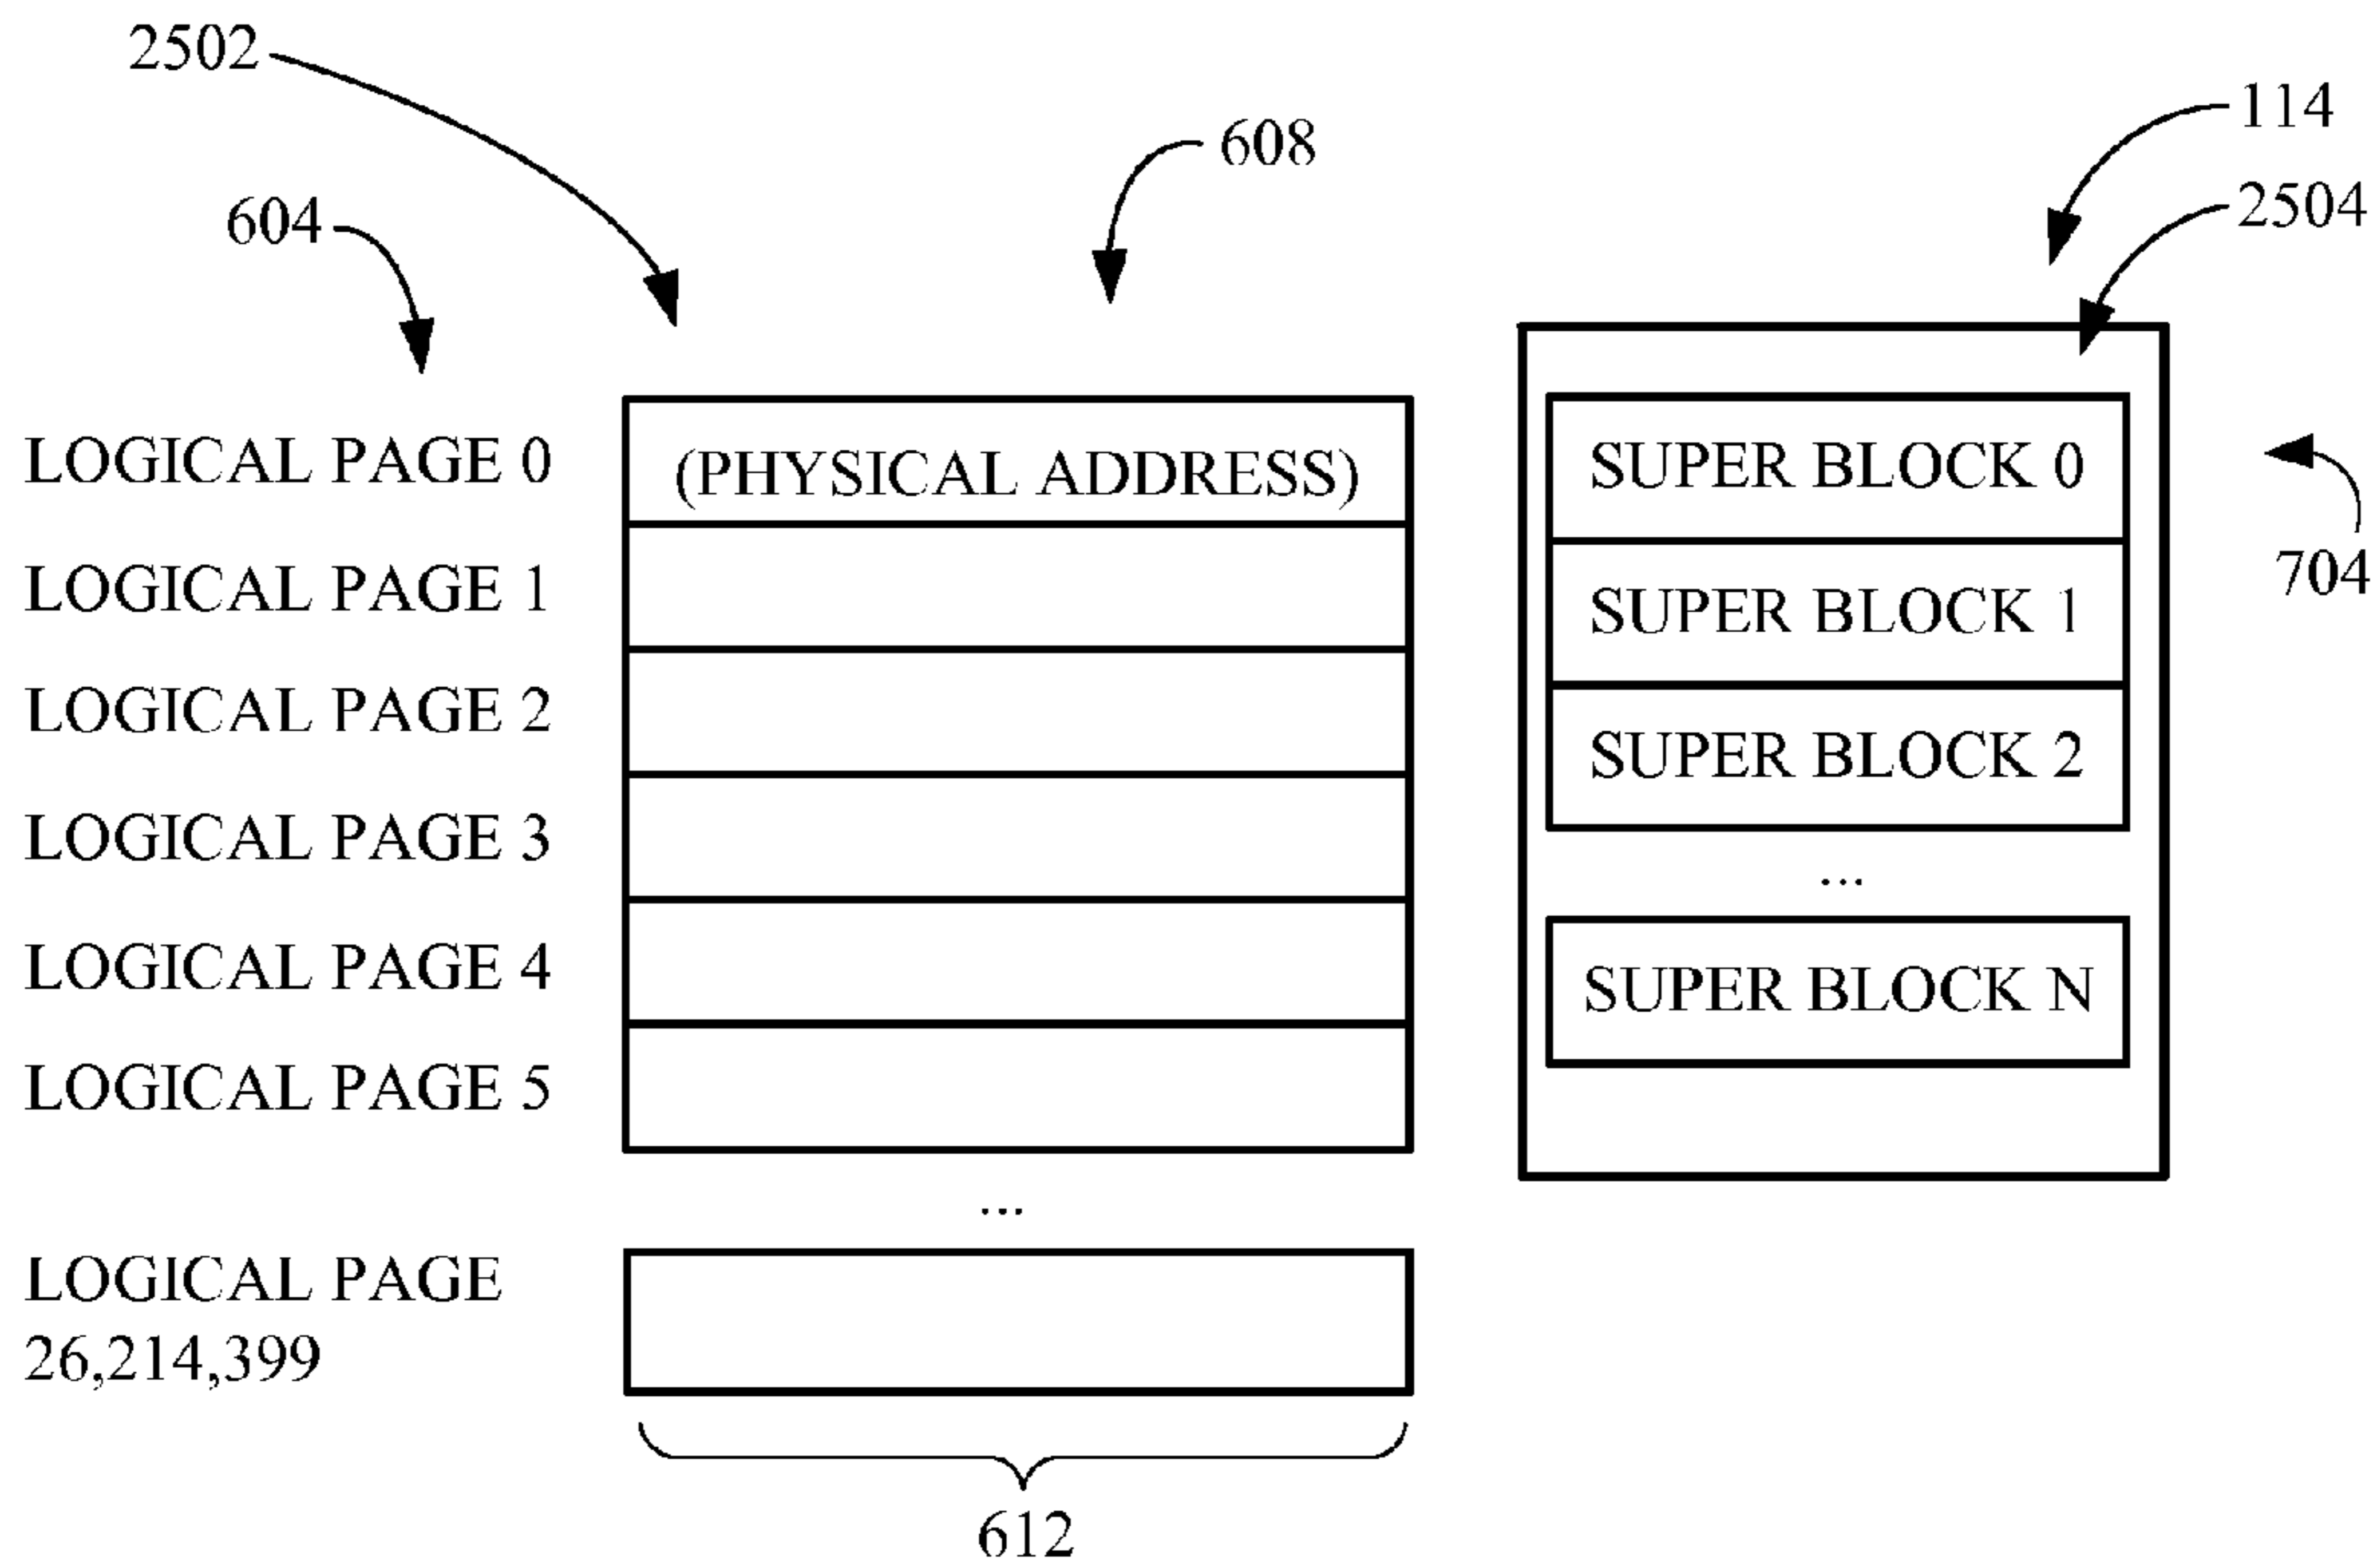 2502
608
114
604
2504
LOGICAL PAGE 0
(PHYSICAL ADDRESS)
SUPER BLOCK 0
704
LOGICAL PAGE 1
SUPER BLOCK 1
LOGICAL PAGE 2
SUPER BLOCK 2
LOGICAL PAGE 3
...
LOGICAL PAGE 4
SUPER BLOCK N
LOGICAL PAGE 5
...
LOGICAL PAGE
26,214,399
612